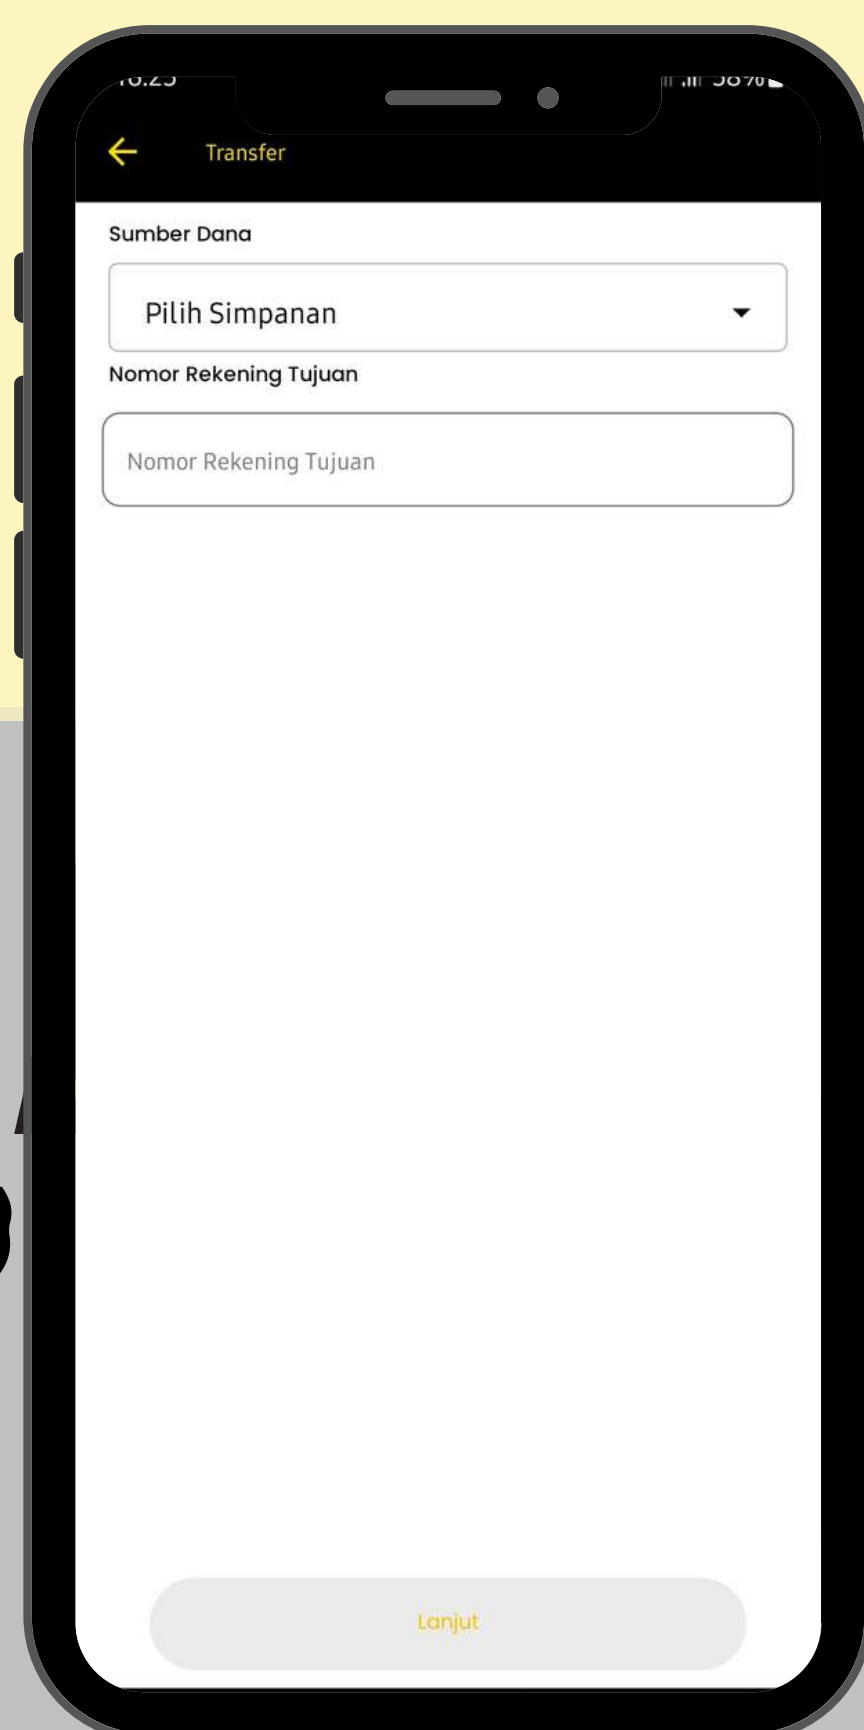 Transfer
Sumber Dana
Pilih Simpanan
Nomor Rekening Tujuan
Nomor Rekening Tujuan
Lanjut